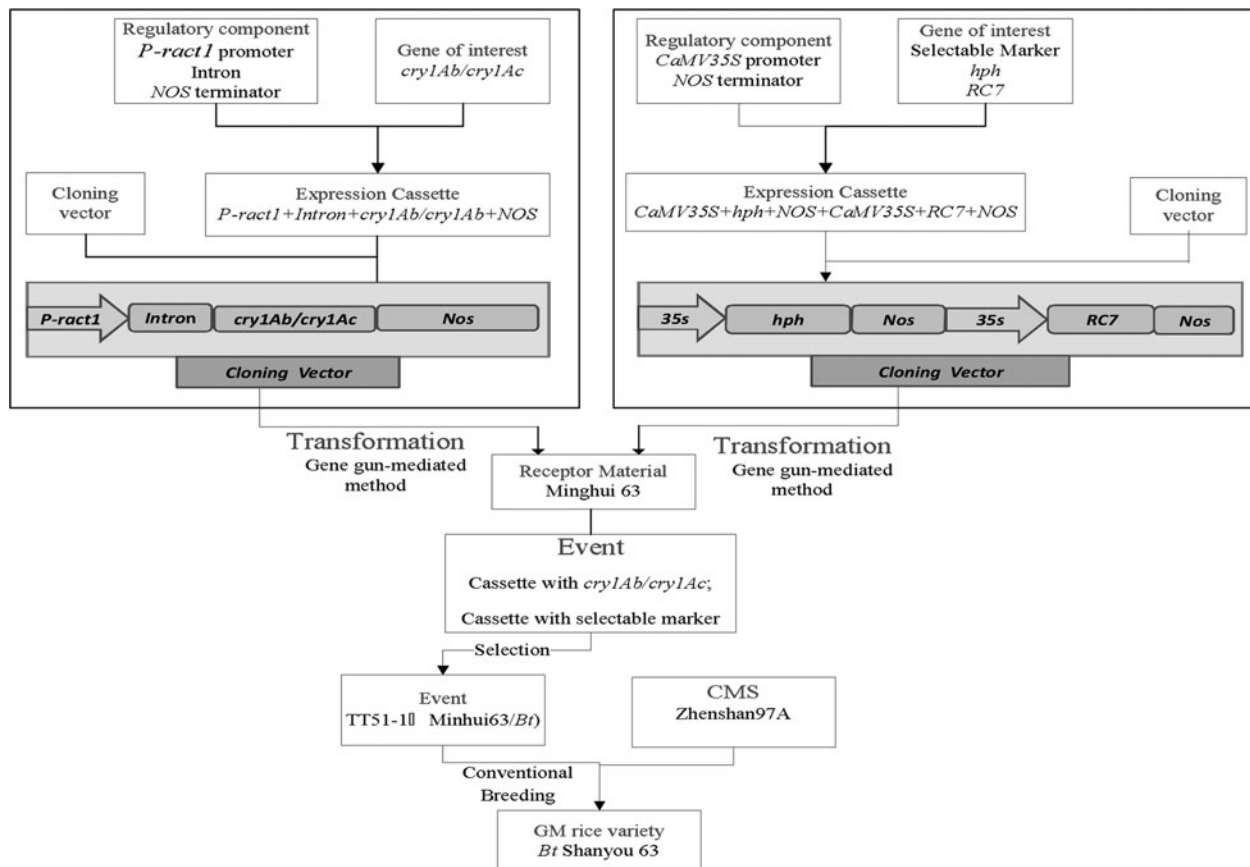 Regulatory component
P-ract1 promoter
Intron
NOS terminator
Gene of interest
cry1Ab/cry1Ac
Cloning
vector
Expression Cassette
P-ract1+Intron+cry1Ab/cry1Ab+NOS
P-ract1
Intron
cry1Ab/cry1Ac
Nos
Cloning Vector
Regulatory component
CaMV35S promoter
NOS terminator
Gene of interest
Selectable Marker
hph
RC7
Expression Cassette
CaMV35S+hph+NOS+CaMV35S+RC7+NOS
Cloning
vector
35s
hph
Nos
35s
RC7
Nos
Cloning Vector
Transformation
Gene gun-mediated
method
Transformation
Gene gun-mediated
method
Receptor Material
Minghui 63
Event
Cassette with cry1Ab/cry1Ac;
Cassette with selectable marker
Selection
Event
TT51-1▯ Minhui63/Bt)
CMS
Zhenshan97A
Conventional
Breeding
GM rice variety
Bt Shanyou 63